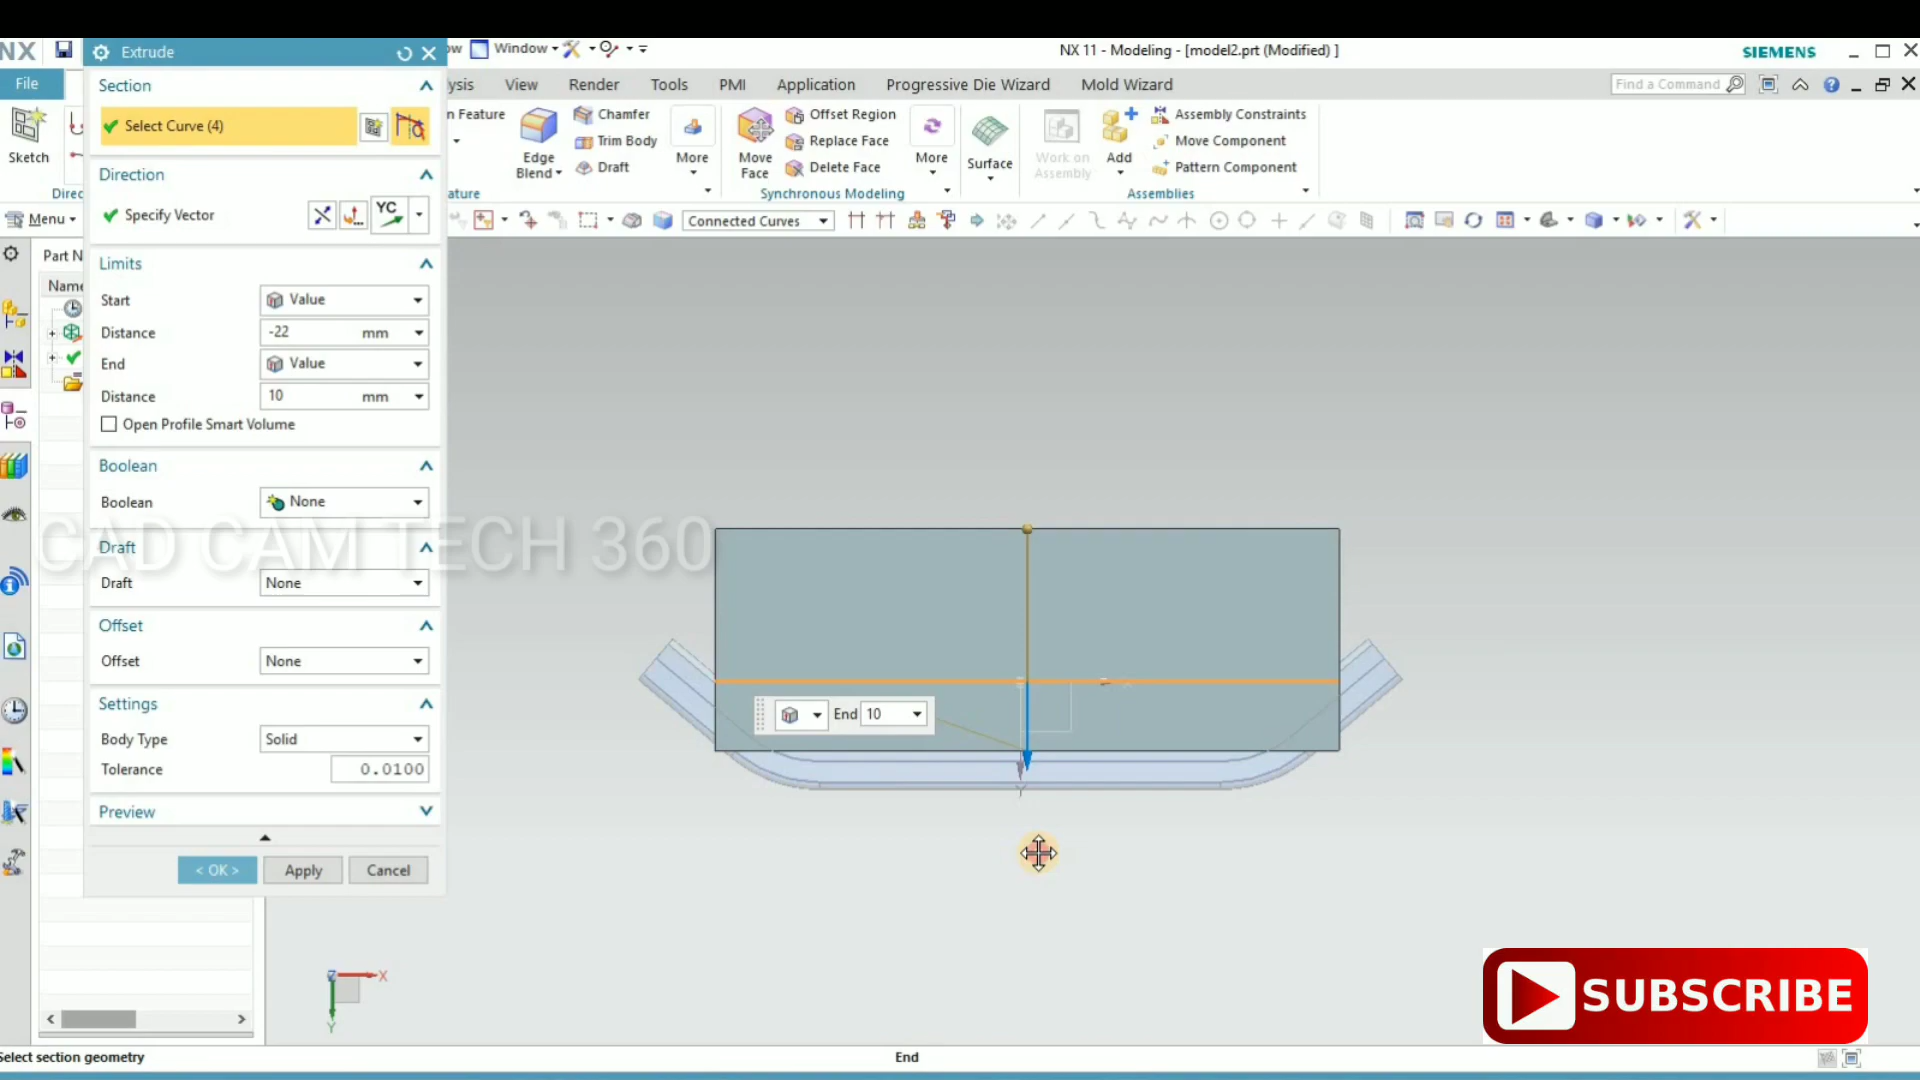 NX
Extrude
ow
Window
NX 11 - Modeling - [model2.prt (Modified) ]
SIEMENS
File
ysis
View
Render
Tools
PMI
Application
Progressive Die Wizard
Mold Wizard
Find a Command
Section
Select Curve (4)
Direction
Specify Vector
YC
Limits
Start
Value
Distance
-22
mm
End
Value
Distance
10
mm
Open Profile Smart Volume
Boolean
Boolean
None
Draft
Draft
None
Offset
Offset
None
Settings
Body Type
Solid
Tolerance
0.0100
Preview
< OK >
Apply
Cancel
Sketch
Direc
Menu
Part N
Name
n Feature
Edge
Blend
Chamfer
Trim Body
Draft
More
ature
Move
Face
Offset Region
Replace Face
Delete Face
More
Synchronous Modeling
Surface
Work on
Assembly
Add
Assembly Constraints
Move Component
Pattern Component
Assemblies
Connected Curves
CAD CAM TECH 360
End
10
X
Y
Z
X
Y
SUBSCRIBE
Select section geometry
End